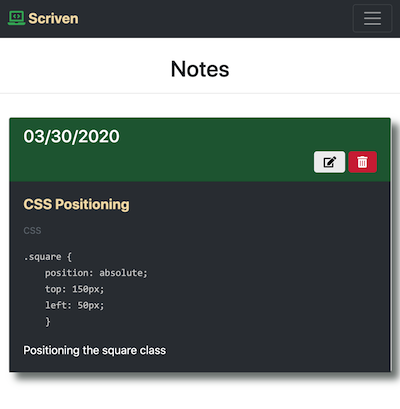 Scriven
Notes
03/30/2020
CSS Positioning
CSS
.square {
    position: absolute;
    top: 150px;
    left: 50px;
    }
Positioning the square class